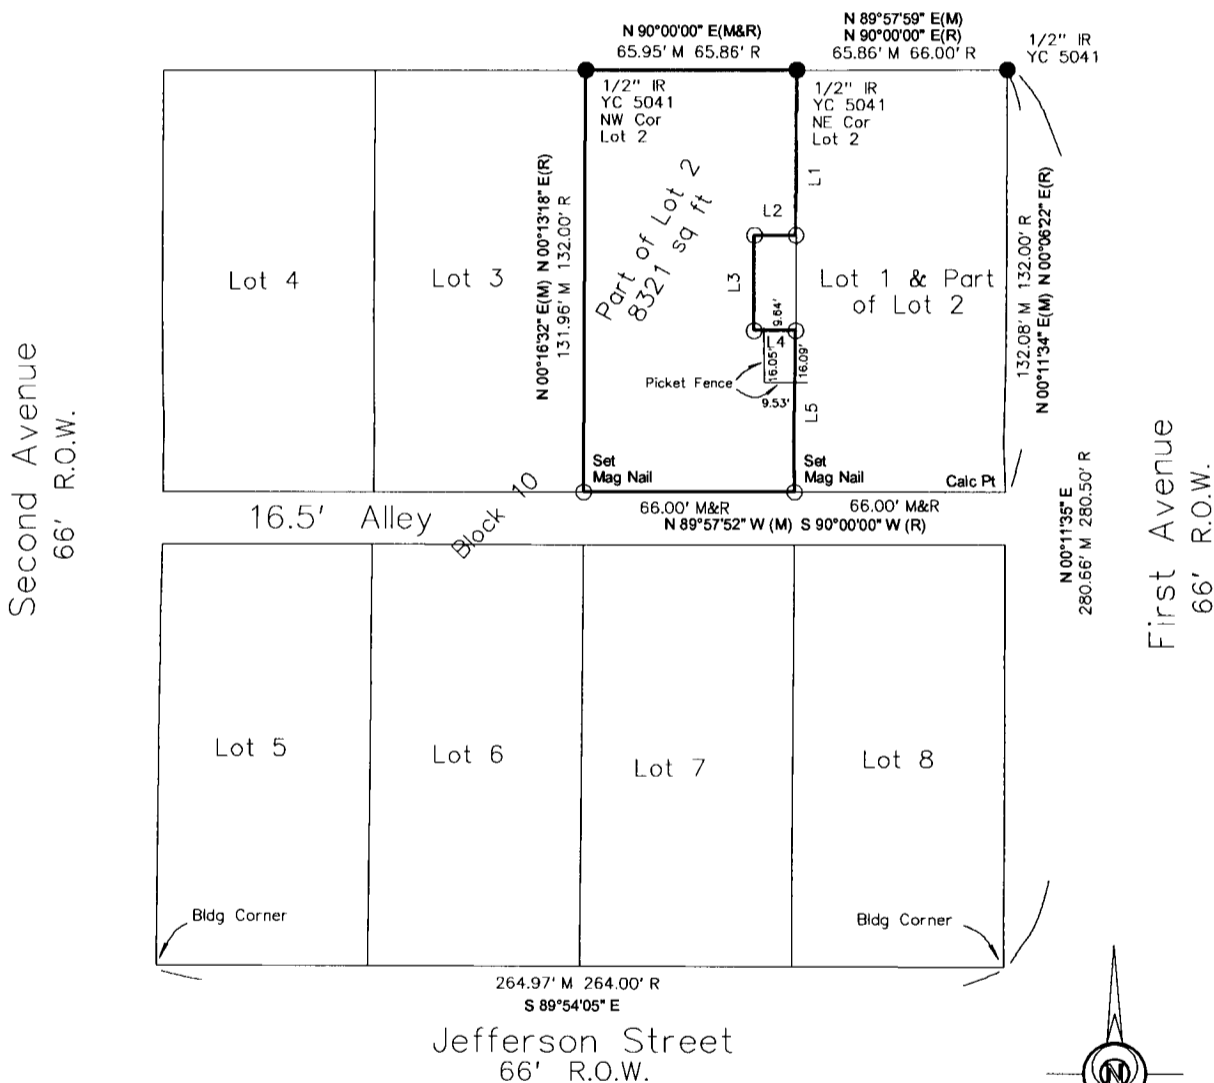 N 90°00'00" E(M&R)
65.95' M 65.86' R
N 89°57'59" E(M)
N 90°00'00" E(R)
65.86' M 66.00' R
1/2" IR
YC 5041
1/2" IR
YC 5041
NW Cor
Lot 2
1/2" IR
YC 5041
NE Cor
Lot 2
N 00°16'32" E(M) N 00°13'18" E(R)
131.96' M 132.00' R
Part of Lot 2
8321 sq ft
L1
L2
L3
9.64'
L4
16.05'
16.09'
Picket Fence
9.53'
L5
Lot 4
Lot 3
Lot 1 & Part
of Lot 2
132.08' M 132.00' R
N 00°11'34" E(M) N 00°06'22" E(R)
Second Avenue
66' R.O.W.
First Avenue
66' R.O.W.
Set
Mag Nail
Set
Mag Nail
Calc Pt
66.00' M&R
66.00' M&R
N 89°57'52" W (M) S 90°00'00" W (R)
16.5' Alley
Block 10
N 00°11'35" E
280.66' M 280.50' R
Lot 5
Lot 6
Lot 7
Lot 8
Bldg Corner
Bldg Corner
264.97' M 264.00' R
S 89°54'05" E
Jefferson Street
66' R.O.W.
N